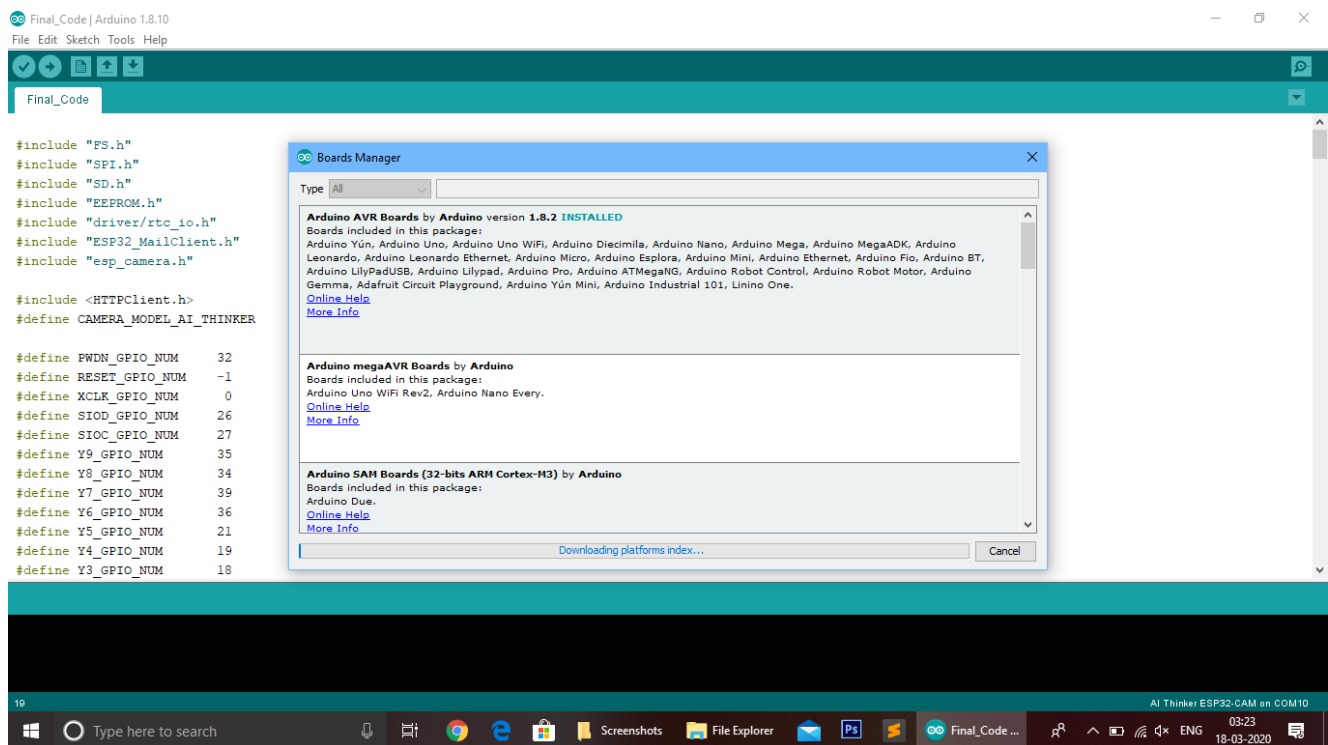 Final_Code | Arduino 1.8.10
File Edit Sketch Tools Help
Final_Code
#include "FS.h"
#include "SPI.h"
#include "SD.h"
#include "EEPROM.h"
#include "driver/rtc_io.h"
#include "ESP32_MailClient.h"
#include "esp_camera.h"
#include <HTTPClient.h>
#define CAMERA_MODEL_AI_THINKER
#define PWDN_GPIO_NUM 32
#define RESET_GPIO_NUM -1
#define XCLK_GPIO_NUM 0
#define SIOD_GPIO_NUM 26
#define SIOC_GPIO_NUM 27
#define Y9_GPIO_NUM 35
#define Y8_GPIO_NUM 34
#define Y7_GPIO_NUM 39
#define Y6_GPIO_NUM 36
#define Y5_GPIO_NUM 21
#define Y4_GPIO_NUM 19
#define Y3_GPIO_NUM 18
Boards Manager
Type All
Arduino AVR Boards by Arduino version 1.8.2 INSTALLED
Boards included in this package:
Arduino Yún, Arduino Uno, Arduino Uno WiFi, Arduino Diecimila, Arduino Nano, Arduino Mega, Arduino MegaADK, Arduino
Leonardo, Arduino Leonardo Ethernet, Arduino Micro, Arduino Esplora, Arduino Mini, Arduino Ethernet, Arduino Fio, Arduino BT,
Arduino LilyPadUSB, Arduino Lilypad, Arduino Pro, Arduino ATMegaNG, Arduino Robot Control, Arduino Robot Motor, Arduino
Gemma, Adafruit Circuit Playground, Arduino Yún Mini, Arduino Industrial 101, Linino One.
Online Help
More Info
Arduino megaAVR Boards by Arduino
Boards included in this package:
Arduino Uno WiFi Rev2, Arduino Nano Every.
Online Help
More Info
Arduino SAM Boards (32-bits ARM Cortex-M3) by Arduino
Boards included in this package:
Arduino Due.
Online Help
More Info
Downloading platforms index...
Cancel
19
AI Thinker ESP32-CAM on COM10
Type here to search
Screenshots
File Explorer
Ps
Final_Code ...
ENG
03:23
18-03-2020